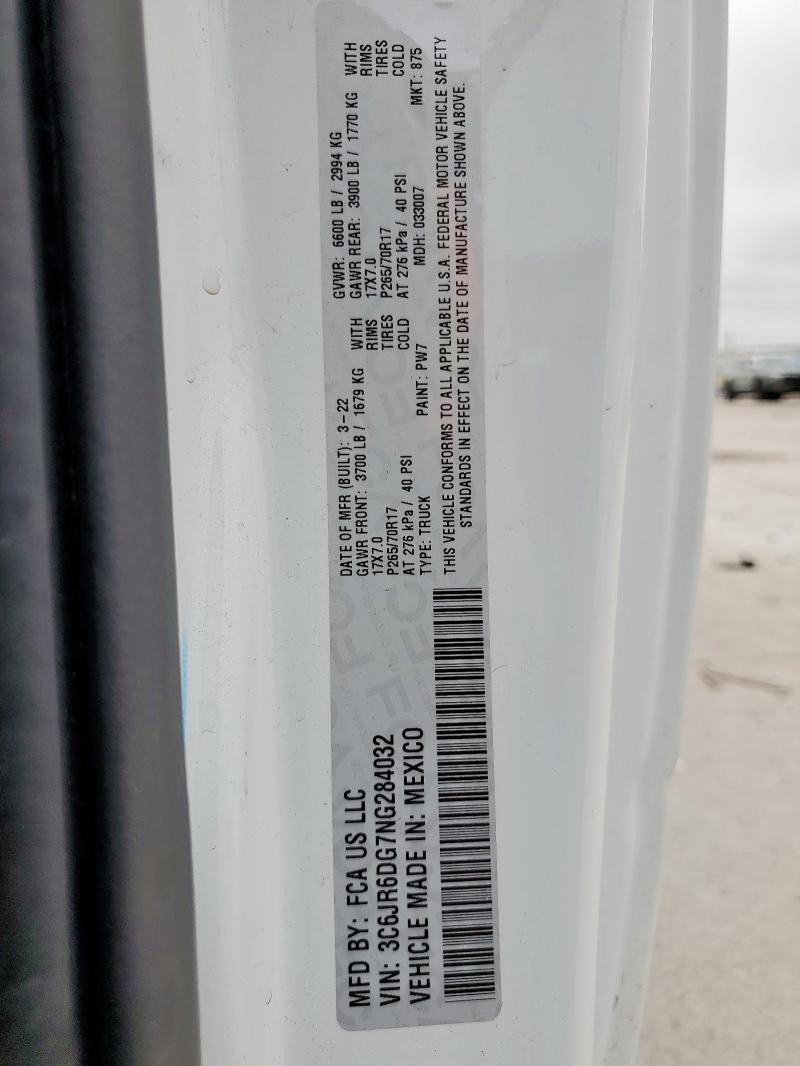 MFD BY: FCA US LLC
VIN: 3C6JR6DG7NG284032
VEHICLE MADE IN: MEXICO
DATE OF MFR (BUILT): 3-22 GVWR: 6600 LB / 2994 KG
GAWR FRONT: 3700 LB / 1679 KG WITH GAWR REAR: 3900 LB / 1770 KG WITH
17X7.0 RIMS 17X7.0 RIMS
P265/70R17 TIRES P265/70R17 TIRES
AT 276 kPa / 40 PSI COLD AT 276 kPa / 40 PSI COLD
TYPE: TRUCK PAINT: PW7 MDH: 033007 MKT: 875
THIS VEHICLE CONFORMS TO ALL APPLICABLE U.S.A. FEDERAL MOTOR VEHICLE SAFETY
STANDARDS IN EFFECT ON THE DATE OF MANUFACTURE SHOWN ABOVE.